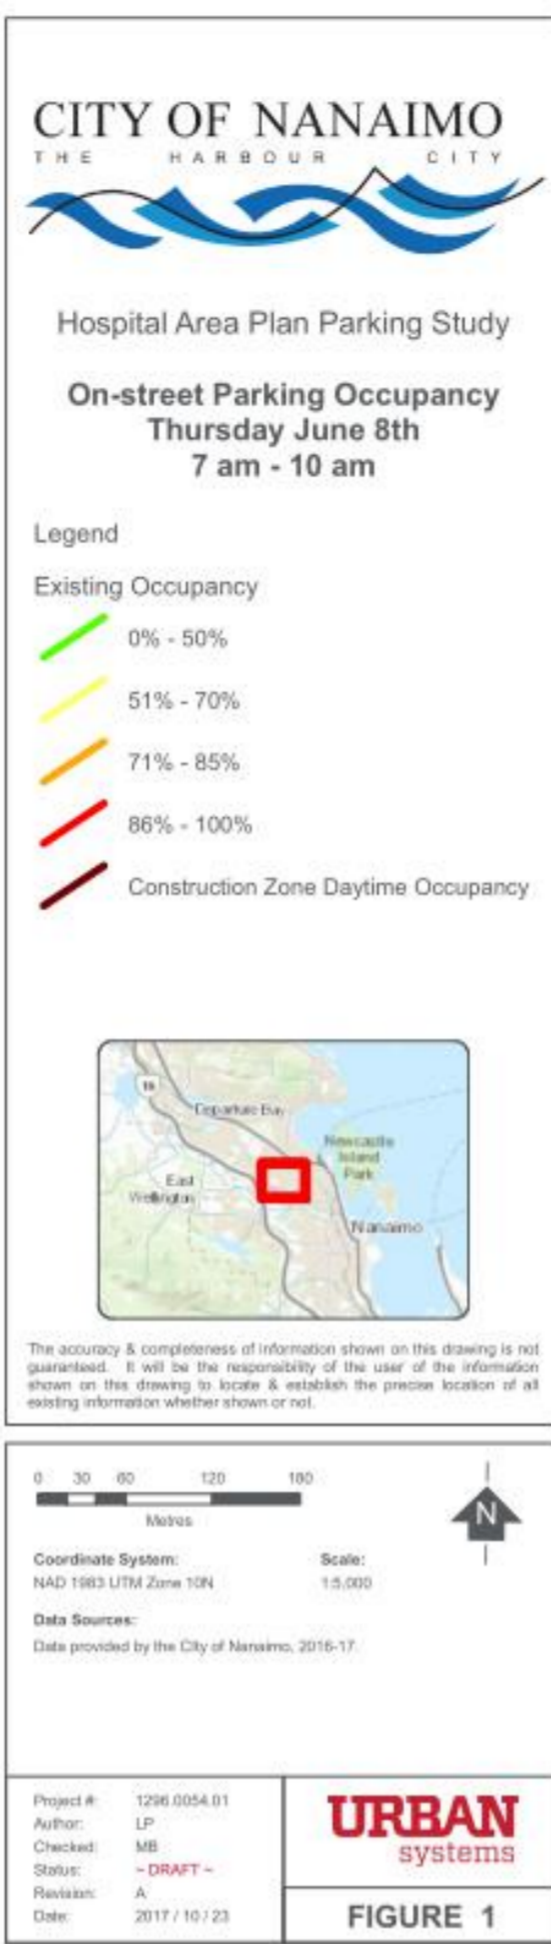 CITY OF NANAIMO
THE HARBOUR CITY
Hospital Area Plan Parking Study
On-street Parking Occupancy
Thursday June 8th
7 am - 10 am
Legend
Existing Occupancy
0% - 50%
51% - 70%
71% - 85%
86% - 100%
Construction Zone Daytime Occupancy
19
Departure Bay
Newcastle
Island
Park
East
Wellington
Nanaimo
The accuracy & completeness of information shown on this drawing is not
guaranteed. It will be the responsibility of the user of the information
shown on this drawing to locate & establish the precise location of all
existing information whether shown or not.
0 30 60 120 180
Metres
N
Coordinate System: Scale:
NAD 1983 UTM Zone 10N 1:5,000
Data Sources:
Data provided by the City of Nanaimo, 2016-17.
Project #: 1296.0054.01
Author: LP
Checked: MB
Status: ~ DRAFT ~
Revision: A
Date: 2017 / 10 / 23
URBAN
systems
FIGURE 1